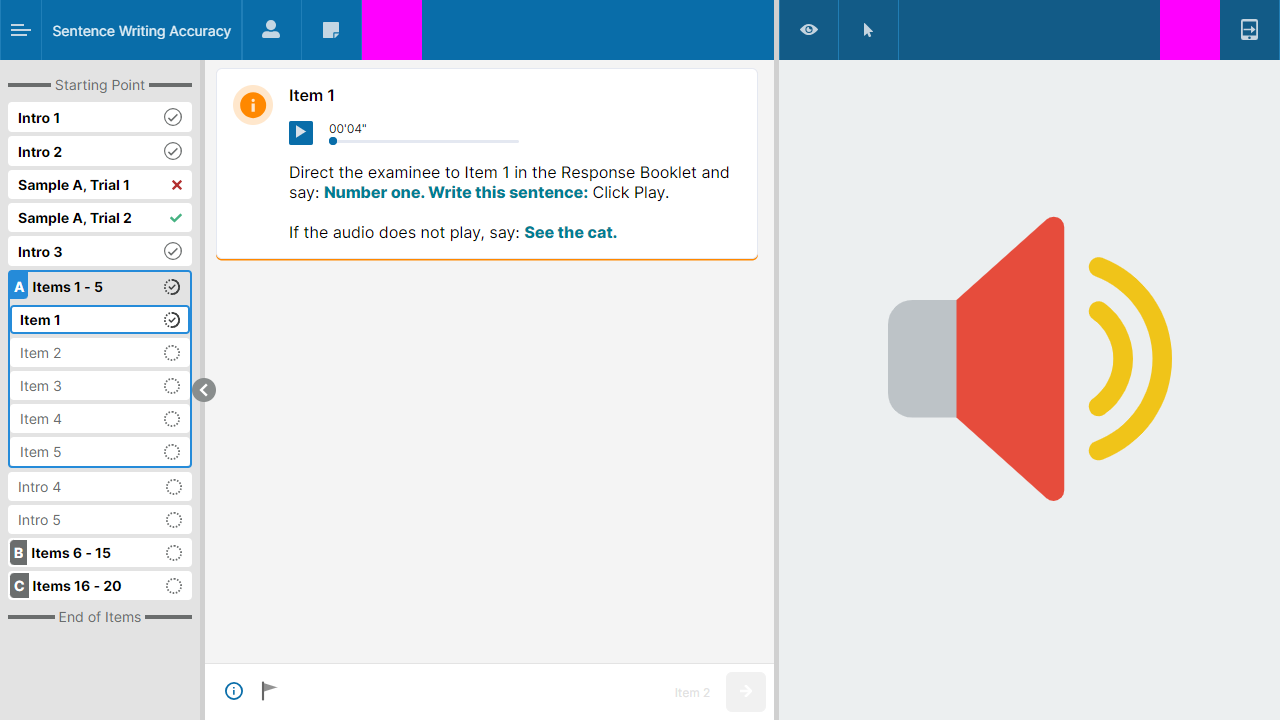 Sentence Writing Accuracy
Starting Point
Intro 1
Intro 2
Sample A, Trial 1
Sample A, Trial 2
Intro 3
A Items 1 - 5
Item 1
Item 2
Item 3
Item 4
Item 5
Intro 4
Intro 5
B Items 6 - 15
C Items 16 - 20
End of Items
Item 1
00'04"
Direct the examinee to Item 1 in the Response Booklet and
say: Number one. Write this sentence: Click Play.
If the audio does not play, say: See the cat.
Item 2